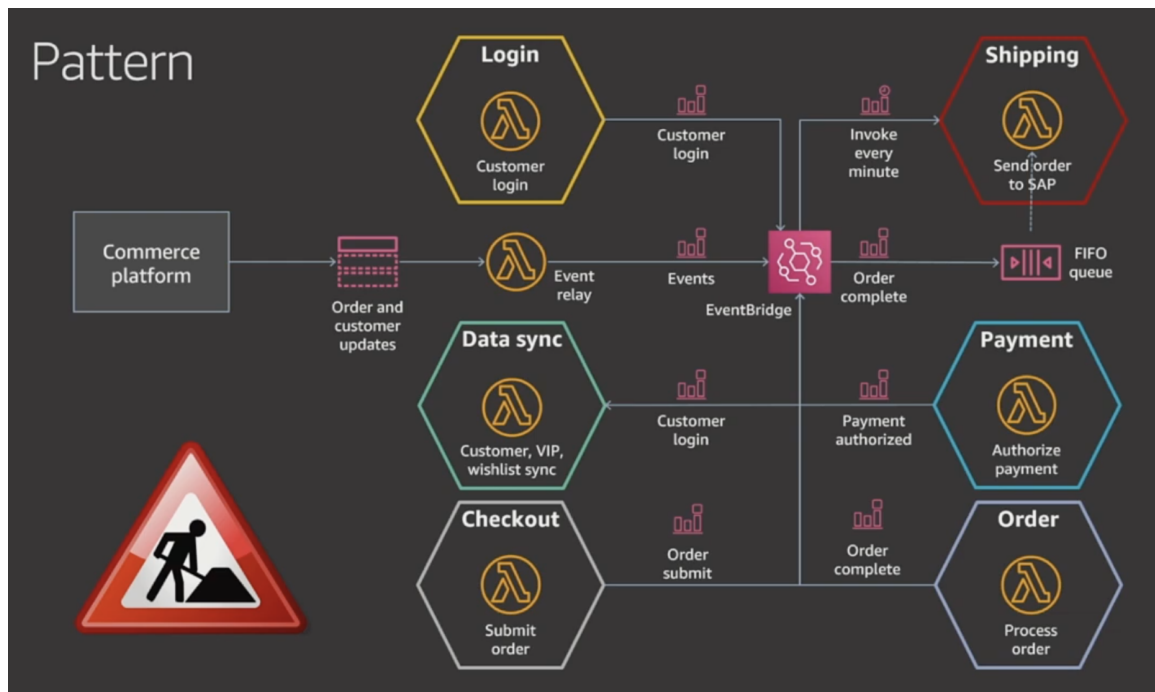 Pattern
Login
Customer
login
Customer
login
Invoke
every
minute
Shipping
Send order
to SAP
Commerce
platform
Order and
customer
updates
Event
relay
Events
EventBridge
Order
complete
FIFO
queue
Data sync
Customer, VIP,
wishlist sync
Customer
login
Payment
authorized
Payment
Authorize
payment
Checkout
Submit
order
Order
submit
Order
complete
Order
Process
order